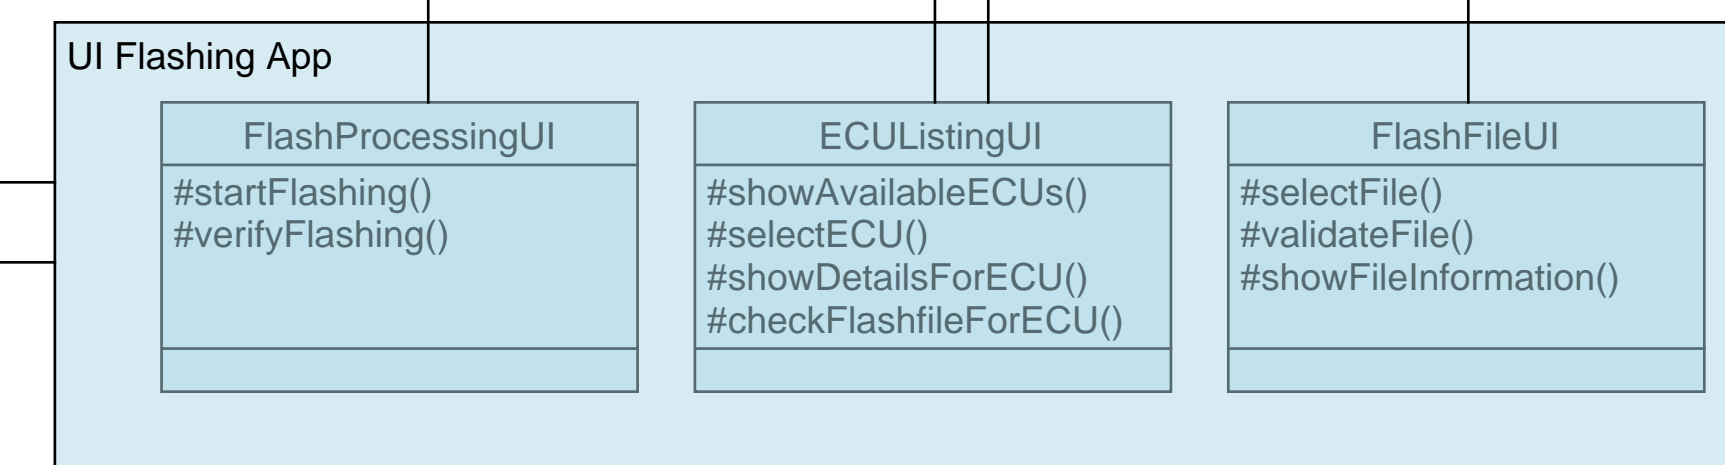 UI Flashing App
FlashProcessingUI
#startFlashing()
#verifyFlashing()
ECUListingUI
#showAvailableECUs()
#selectECU()
#showDetailsForECU()
#checkFlashfileForECU()
FlashFileUI
#selectFile()
#validateFile()
#showFileInformation()